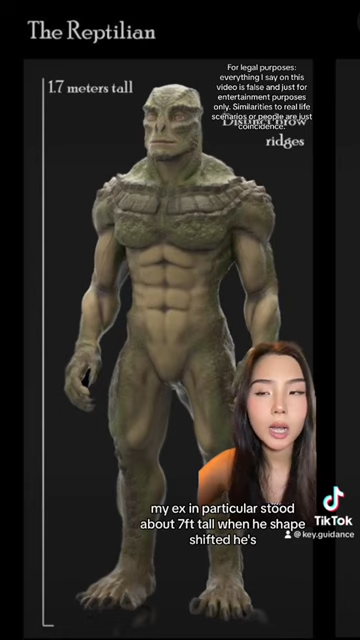 The Reptilian
1.7 meters tall
For legal purposes:
everything I say on this
video is false and just for
entertainment purposes
only. Similarities to real life
scenarios or people are just
coincidence.
Distinct brow
ridges
my ex in particular stood
about 7ft tall when he shape
shifted he's
TikTok
@key.guidance